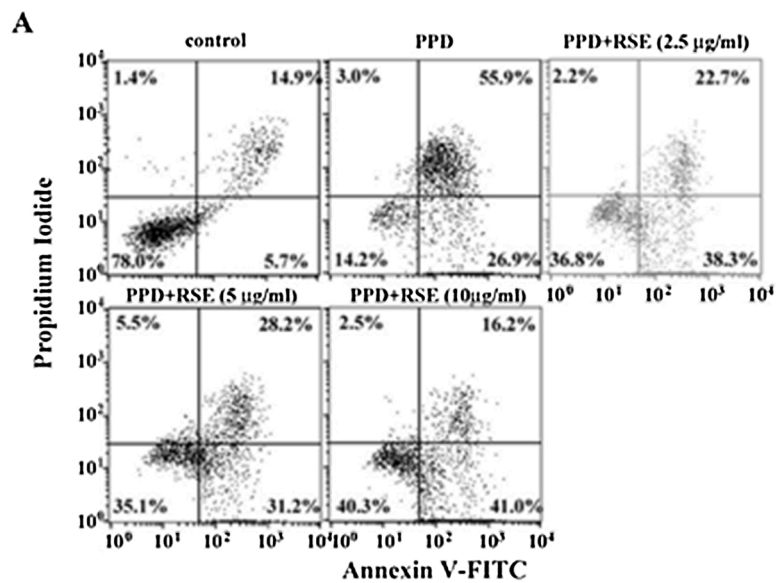 A
control PPD PPD+RSE (2.5 µg/ml)
10⁴
1.4% 14.9% 3.0% 55.9% 2.2% 22.7%
10³
10²
10¹
78.0% 5.7% 14.2% 26.9% 36.8% 38.3%
10⁰
10⁰ 10¹ 10² 10³ 10⁴
PPD+RSE (5 µg/ml) PPD+RSE (10µg/ml)
10⁴
5.5% 28.2% 2.5% 16.2%
10³
10²
10¹
35.1% 31.2% 40.3% 41.0%
10⁰
10⁰ 10¹ 10² 10³ 10⁴ 10⁰ 10¹ 10² 10³ 10⁴
Propidium Iodide
Annexin V-FITC